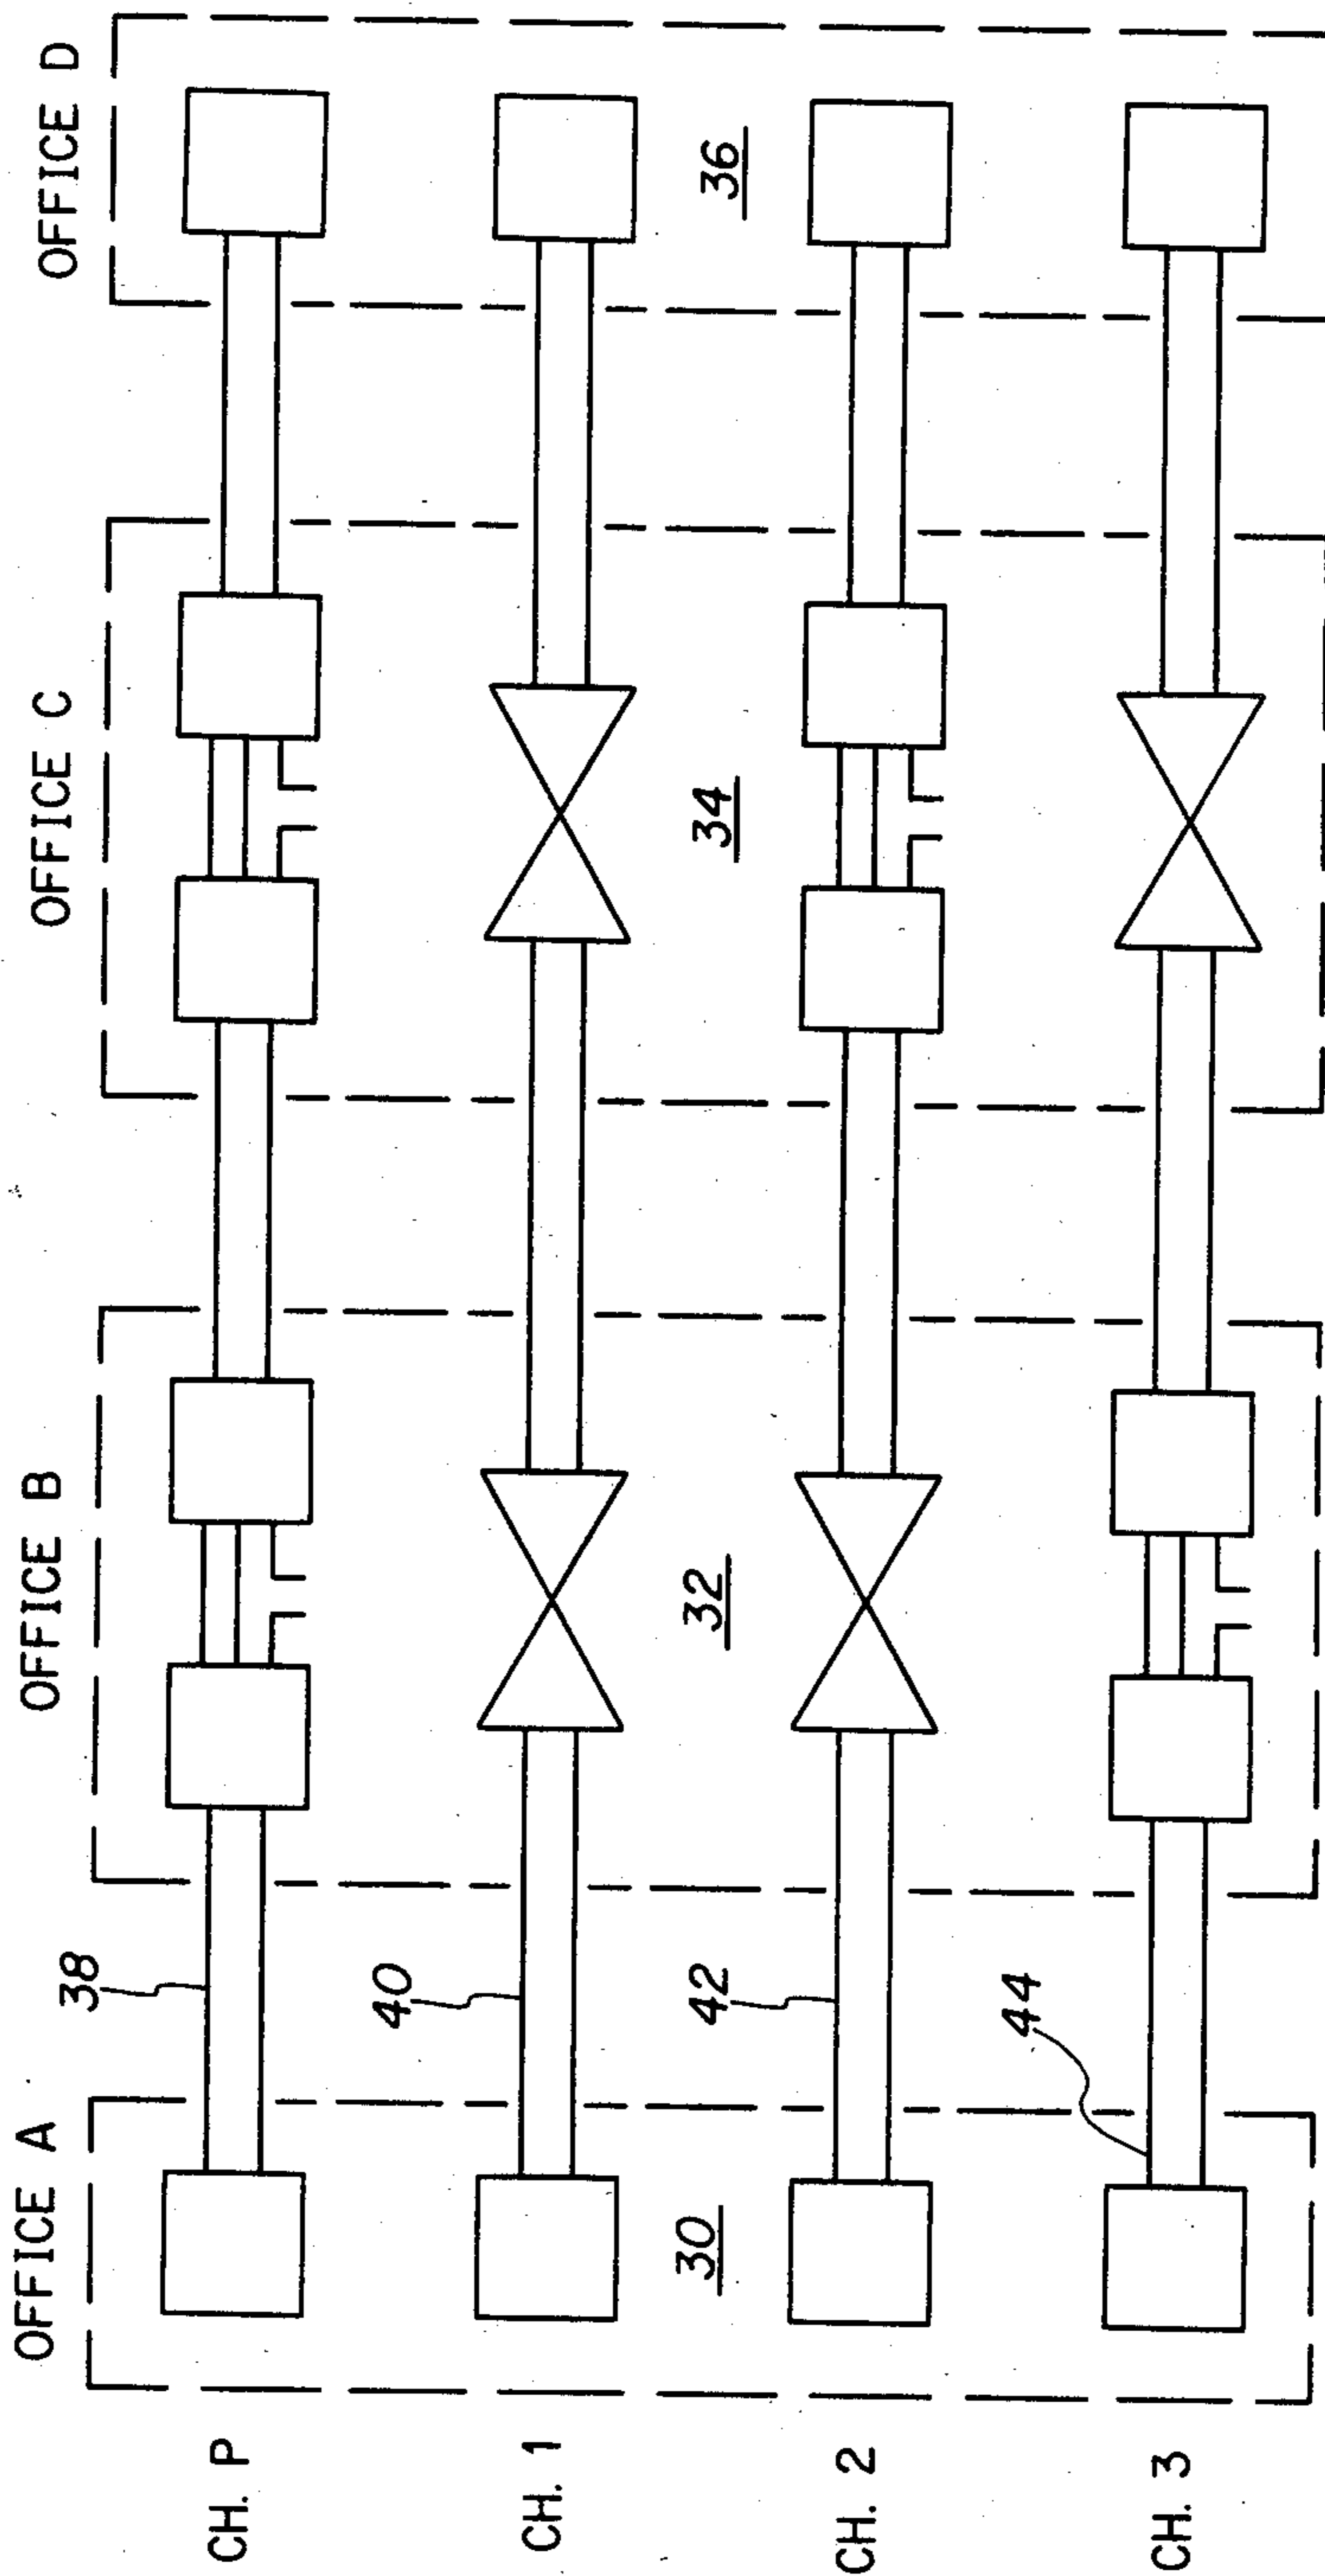 OFFICE A
OFFICE B
OFFICE C
OFFICE D
CH. P
38
CH. 1
40
30
32
34
36
CH. 2
42
CH. 3
44